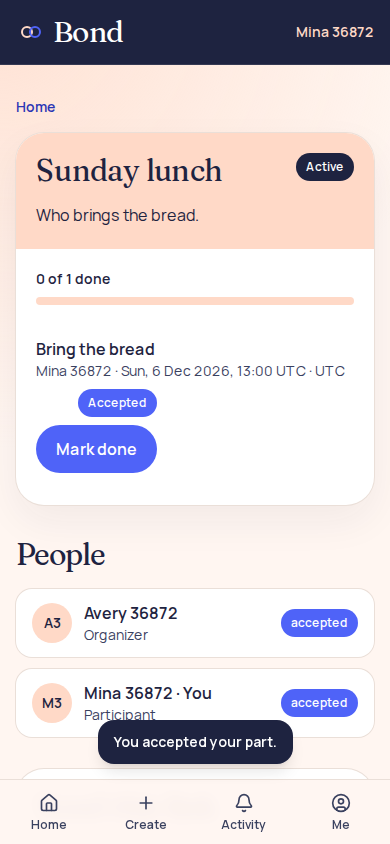 Bond
Mina 36872
Home
Sunday lunch
Active
Who brings the bread.
0 of 1 done
Bring the bread
Mina 36872 · Sun, 6 Dec 2026, 13:00 UTC · UTC
Accepted
Mark done
People
A3
Avery 36872
Organizer
accepted
M3
Mina 36872 · You
Participant
accepted
You accepted your part.
Home
Create
Activity
Me